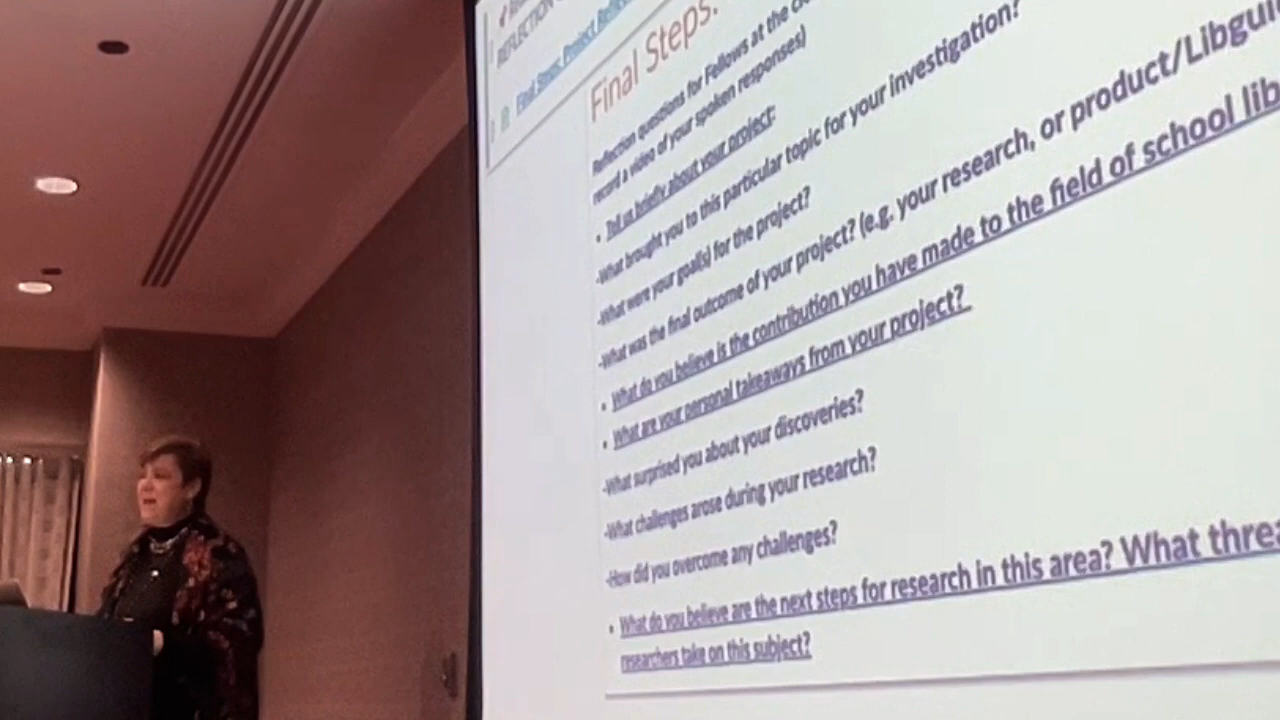 REFLECTION
Final Steps: Project Reflec
Final Steps:
Reflection questions for Fellows at the
record a video of your spoken responses)
• Tell us briefly about your project:
-What brought you to this particular topic for your investigation?
-What were your goal(s) for the project?
-What was the final outcome of your project? (e.g. your research, or product/Libgui
• What do you believe is the contribution you have made to the field of school lib
• What are your personal takeaways from your project?
-What surprised you about your discoveries?
-What challenges arose during your research?
-How did you overcome any challenges?
• What do you believe are the next steps for research in this area? What threa
researchers take on this subject?